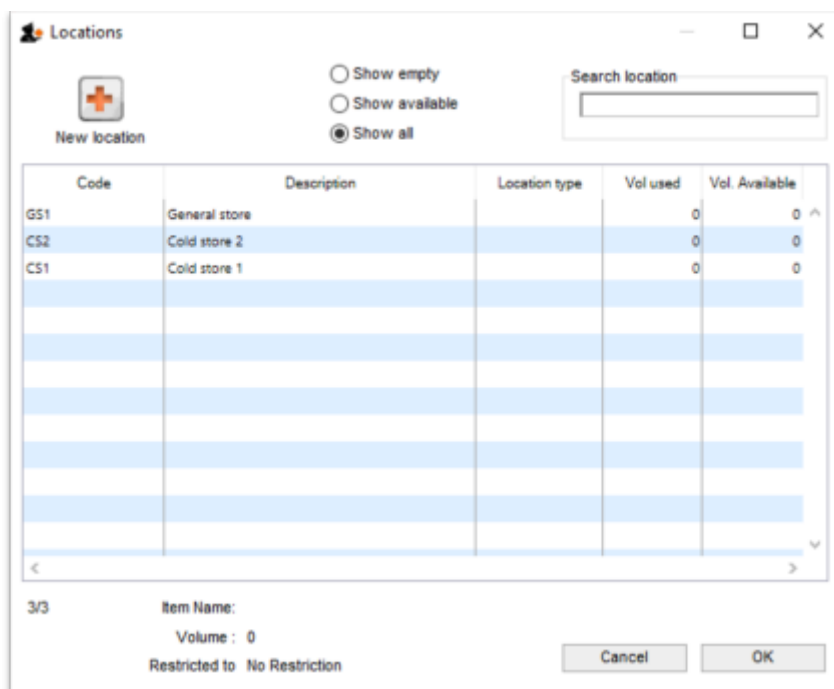 Locations
New location
Show empty
Show available
Show all
Search location
Code Description Location type Vol used Vol. Available
GS1 General store 0 0
CS2 Cold store 2 0 0
CS1 Cold store 1 0 0
3/3 Item Name:
Volume : 0
Restricted to No Restriction
Cancel OK